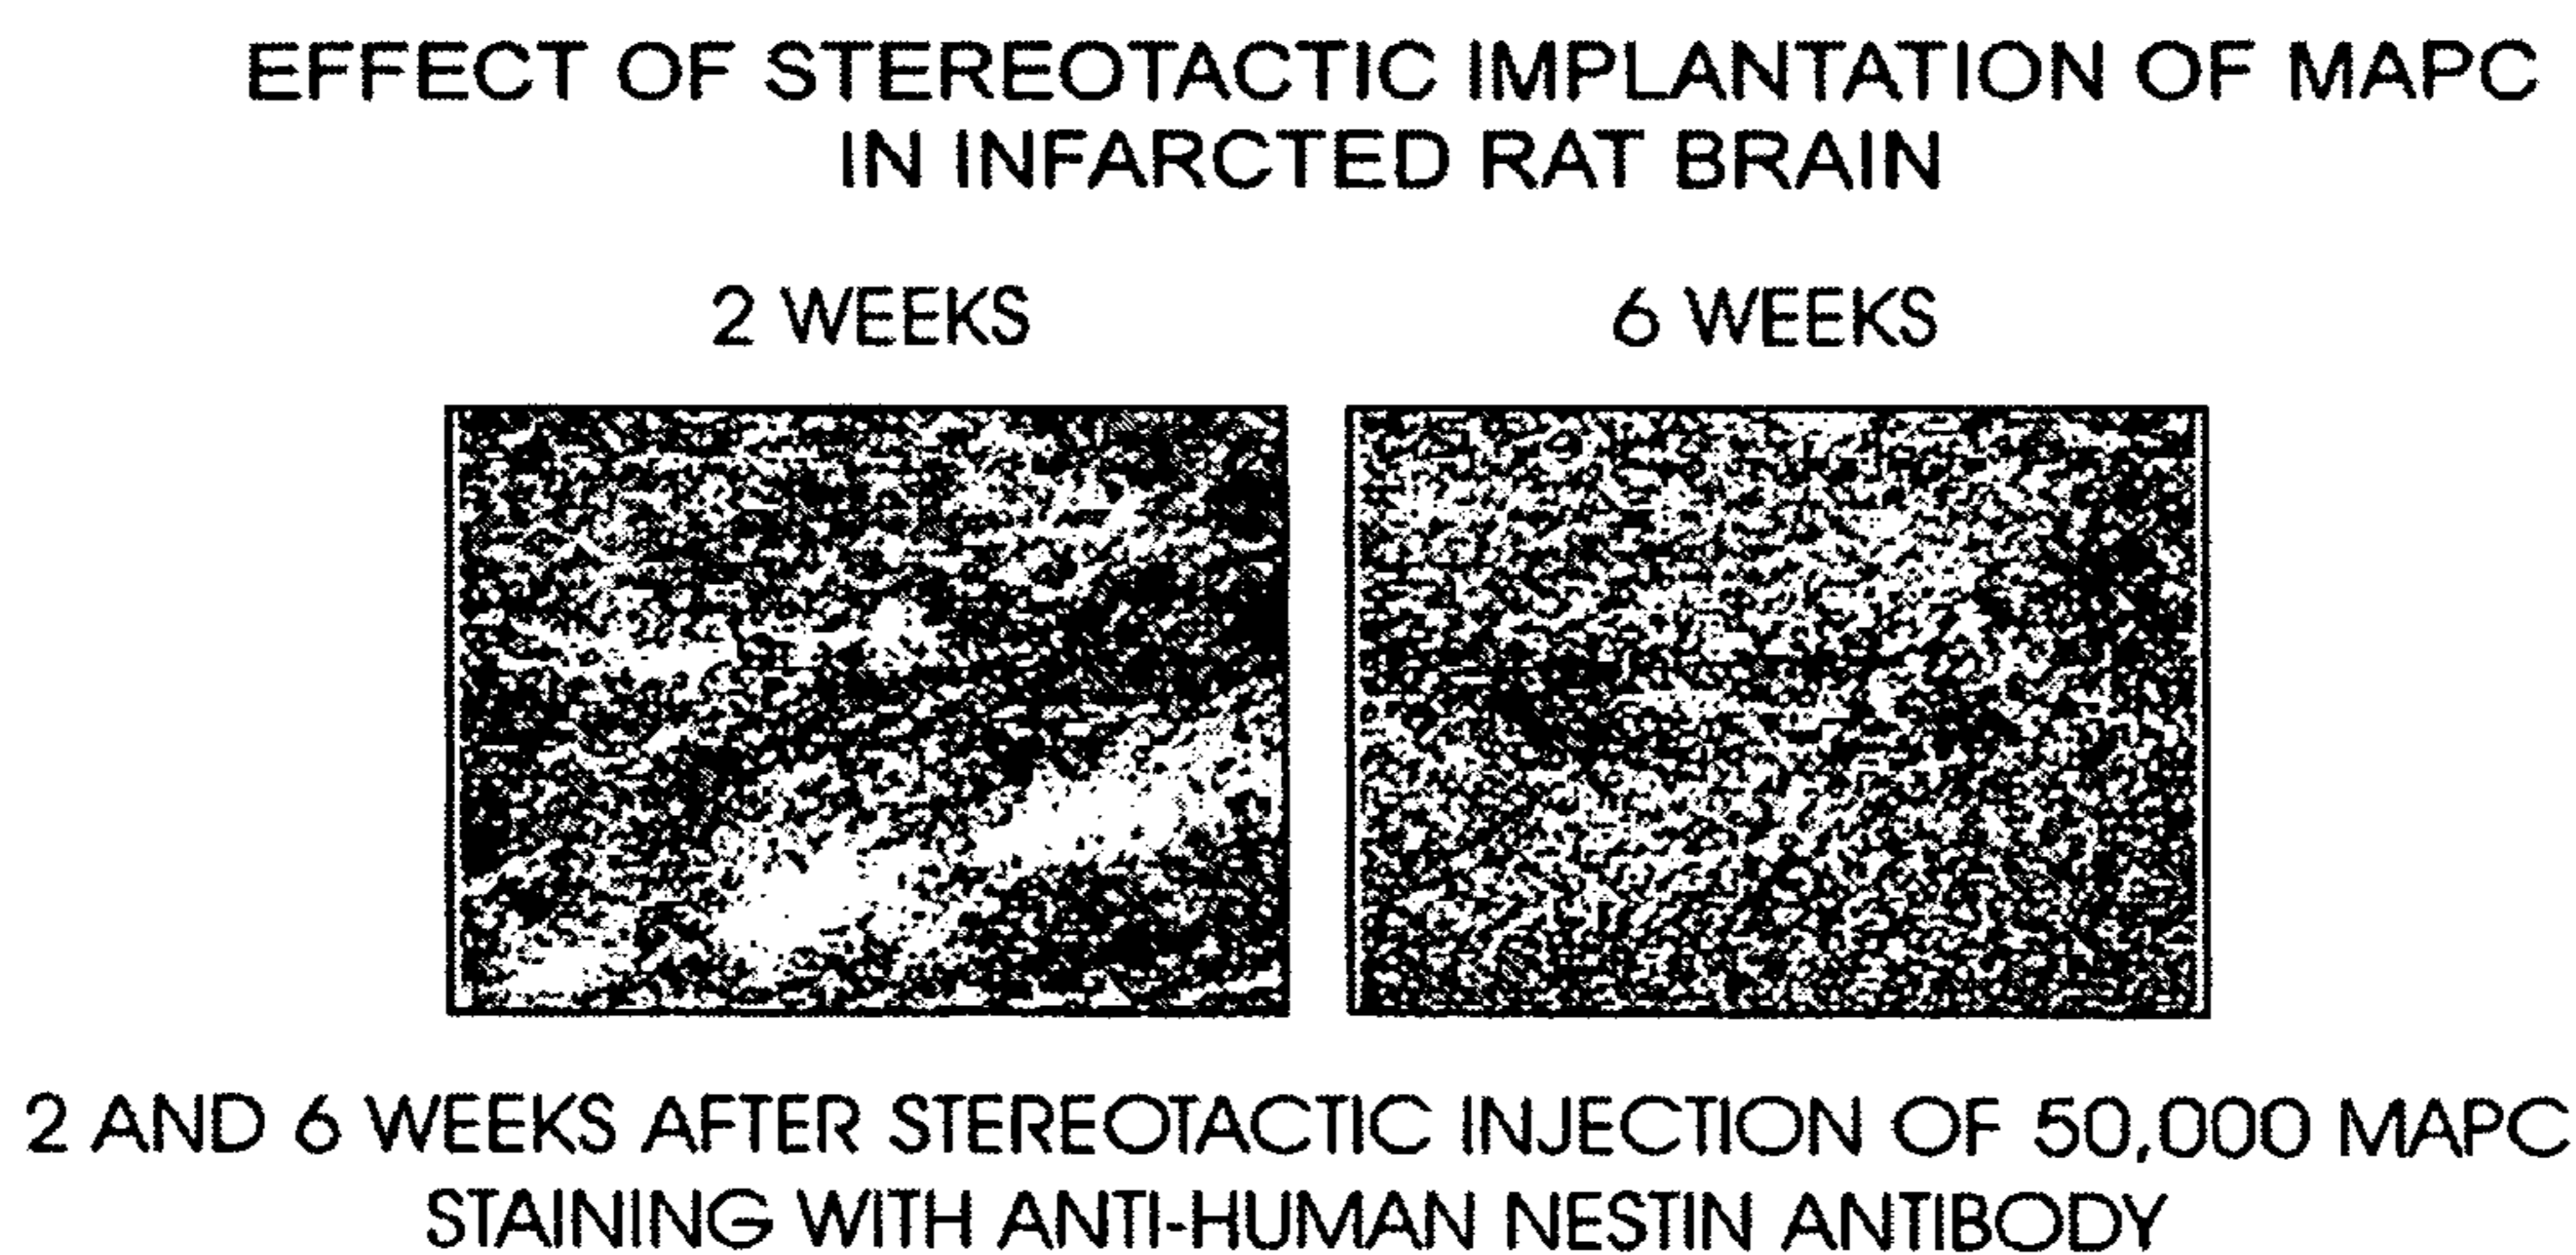 EFFECT OF STEREOTACTIC IMPLANTATION OF MAPC
IN INFARCTED RAT BRAIN
2 WEEKS
6 WEEKS
2 AND 6 WEEKS AFTER STEREOTACTIC INJECTION OF 50,000 MAPC
STAINING WITH ANTI-HUMAN NESTIN ANTIBODY